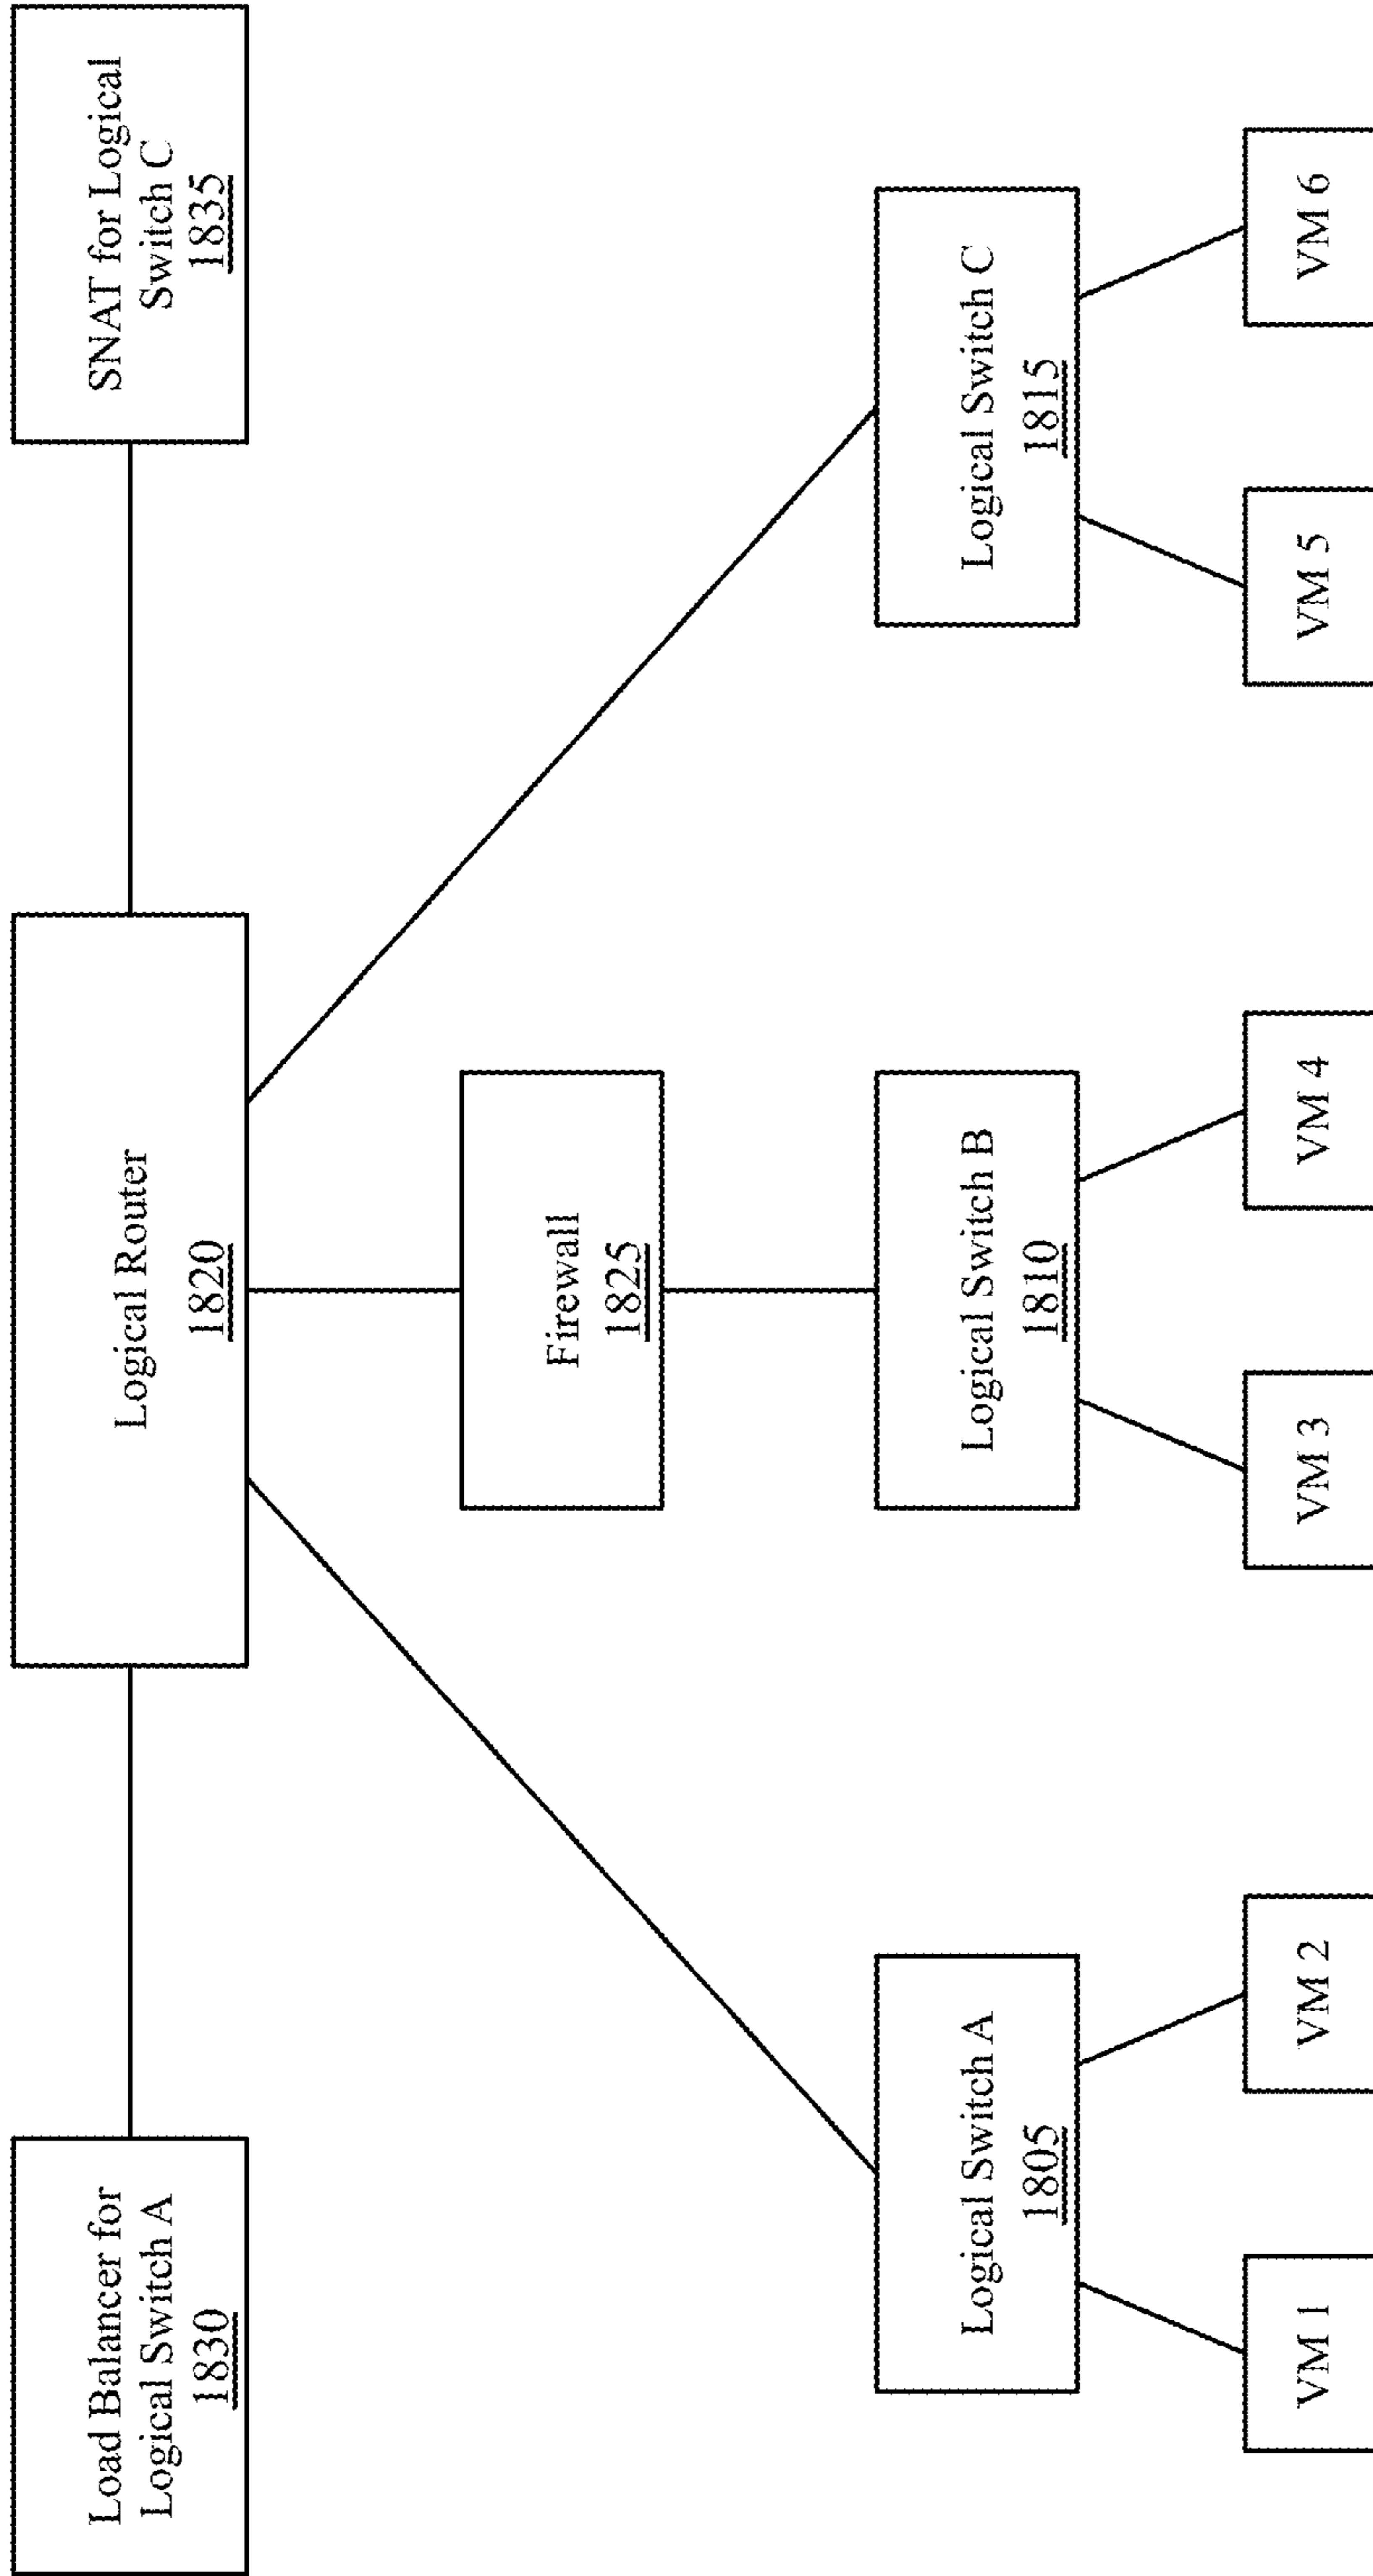 Load Balancer for
Logical Switch A
1830
Logical Router
1820
SNAT for Logical
Switch C
1835
Firewall
1825
Logical Switch A
1805
Logical Switch B
1810
Logical Switch C
1815
VM 1
VM 2
VM 3
VM 4
VM 5
VM 6